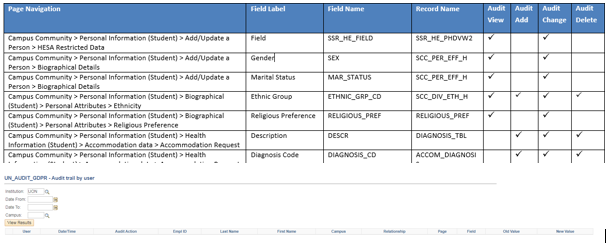 Page Navigation Field Label Field Name Record Name Audit View Audit Add Audit Change Audit Delete
Campus Community > Personal Information (Student) > Add/Update a
Person > HESA Restricted Data
Field SSR_HE_FIELD SSR_HE_PHDVW2 ✓ ✓
Campus Community > Personal Information (Student) > Add/Update a
Person > Biographical Details
Gender SEX SCC_PER_EFF_H ✓ ✓
Campus Community > Personal Information (Student) > Add/Update a
Person > Biographical Details
Marital Status MAR_STATUS SCC_PER_EFF_H ✓ ✓
Campus Community > Personal Information (Student) > Biographical
(Student) > Personal Attributes > Ethnicity
Ethnic Group ETHNIC_GRP_CD SCC_DIV_ETH_H ✓ ✓ ✓ ✓
Campus Community > Personal Information (Student) > Biographical
(Student) > Personal Attributes > Religious Preference
Religious Preference RELIGIOUS_PREF RELIGIOUS_PREF ✓ ✓
Campus Community > Personal Information (Student) > Health
Information (Student) > Accommodation data > Accommodation Request
Description DESCR DIAGNOSIS_TBL ✓ ✓ ✓
Campus Community > Personal Information (Student) > Health
Diagnosis Code DIAGNOSIS_CD ACCOM_DIAGNOSI ✓ ✓ ✓
UN_AUDIT_GDPR - Audit trail by user
Institution: UON
Date From:
Date To:
Campus:
View Results
User Date/Time Audit Action Empl ID Last Name First Name Campus Relationship Page Field Old Value New Value